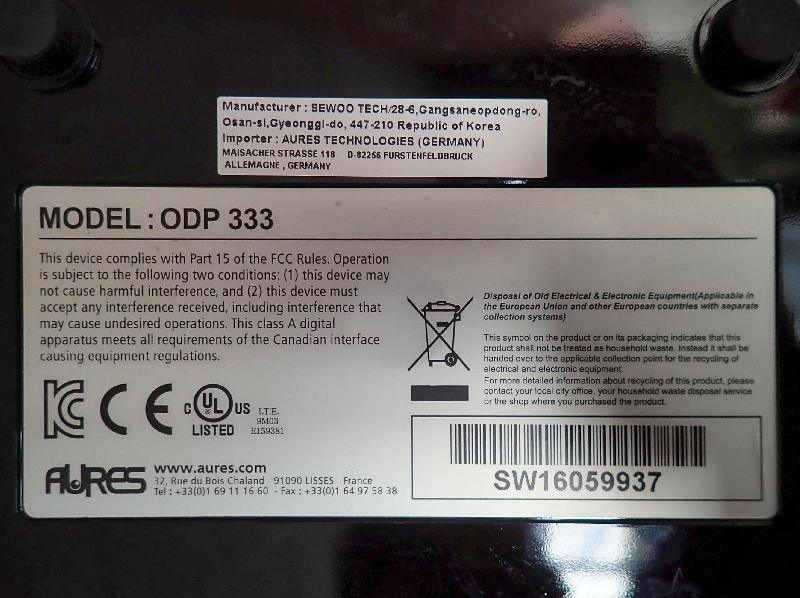 Manufacturer : SEWOO TECH/28-6,Gangsaneopdong-ro,
Osan-si,Gyeonggi-do, 447-210 Republic of Korea
Importer : AURES TECHNOLOGIES (GERMANY)
MAISACHER STRASSE 118 D-82256 FURSTENFELDBRUCK
ALLEMAGNE , GERMANY
MODEL : ODP 333
This device complies with Part 15 of the FCC Rules. Operation
is subject to the following two conditions: (1) this device may
not cause harmful interference, and (2) this device must
accept any interference received, including interference that
may cause undesired operations. This class A digital
apparatus meets all requirements of the Canadian interface
causing equipment regulations.
Disposal of Old Electrical & Electronic Equipment(Applicable in
the European Union and other European countries with separate
collection systems)
This symbol on the product or on its packaging indicates that this
product shall not be treated as household waste. Instead it shall be
handed over to the applicable collection point for the recycling of
electrical and electronic equipment.
For more detailed information about recycling of this product, please
contact your local city office, your household waste disposal service
or the shop where you purchased the product.
KC CE c UL US
LISTED
I.T.E.
9M03
E159381
AURES
www.aures.com
32, Rue du Bois Chaland - 91090 LISSES France
Tel : +33(0)1 69 11 16 60 - Fax : +33(0)1 64 97 58 38
SW16059937